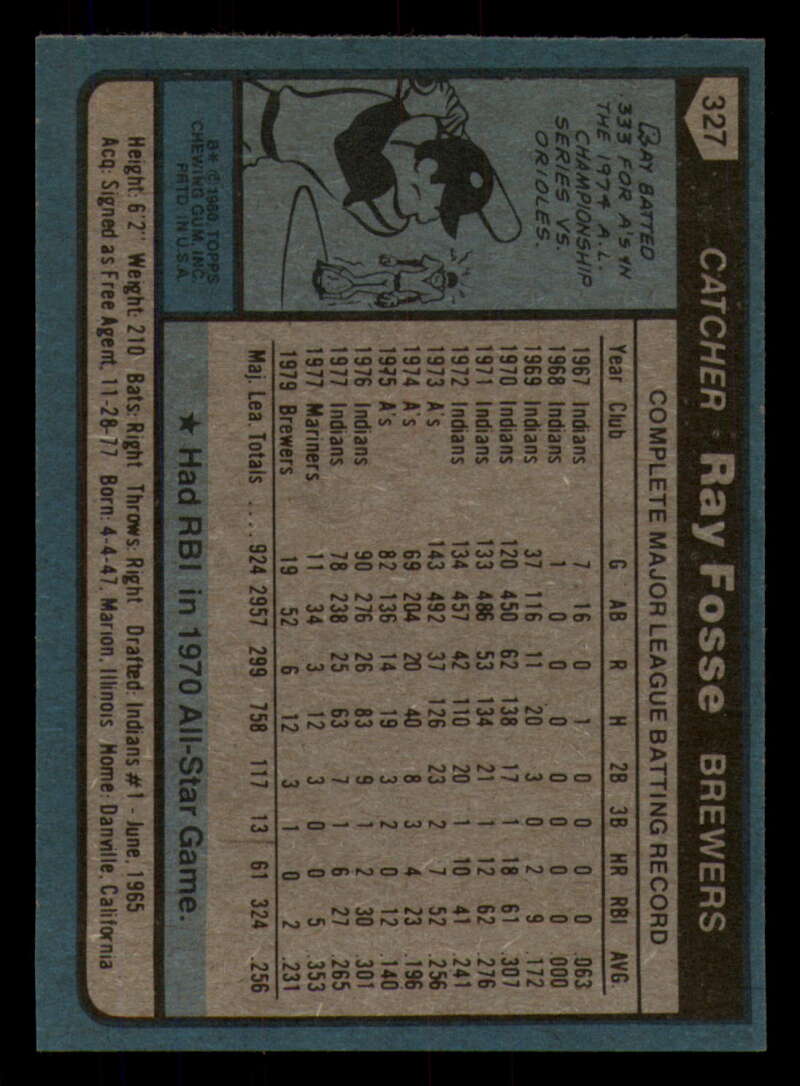 327
CATCHER · Ray Fosse BREWERS
RAY BATTED
.333 FOR A'S IN
THE 1974 A.L.
CHAMPIONSHIP
SERIES VS.
ORIOLES.
B* © 1980 TOPPS
CHEWING GUM, INC.
PRTD. IN U.S.A.
COMPLETE MAJOR LEAGUE BATTING RECORD
Year Club G AB R H 2B 3B HR RBI AVG
1967 Indians 7 16 0 1 0 0 0 0 .063
1968 Indians 1 0 0 0 0 0 0 0 .000
1969 Indians 37 116 11 20 3 0 2 9 .172
1970 Indians 120 450 62 138 17 1 18 61 .307
1971 Indians 133 486 53 134 21 1 12 62 .276
1972 Indians 134 457 42 110 20 1 10 41 .241
1973 A's 143 492 37 126 23 2 7 52 .256
1974 A's 69 204 20 40 8 3 4 23 .196
1975 A's 82 136 14 19 3 2 0 12 .140
1976 Indians 90 276 26 83 9 1 2 30 .301
1977 Indians 78 238 25 63 7 1 6 27 .265
1977 Mariners 11 34 3 12 3 0 0 5 .353
1979 Brewers 19 52 6 12 3 1 0 2 .231
Maj. Lea. Totals .... 924 2957 299 758 117 13 61 324 .256
★ Had RBI in 1970 All-Star Game.
Height: 6'2" Weight: 210 Bats: Right Throws: Right Drafted: Indians #1 - June, 1965
Acq: Signed as Free Agent, 11-28-77 Born: 4-4-47, Marion, Illinois Home: Danville, California